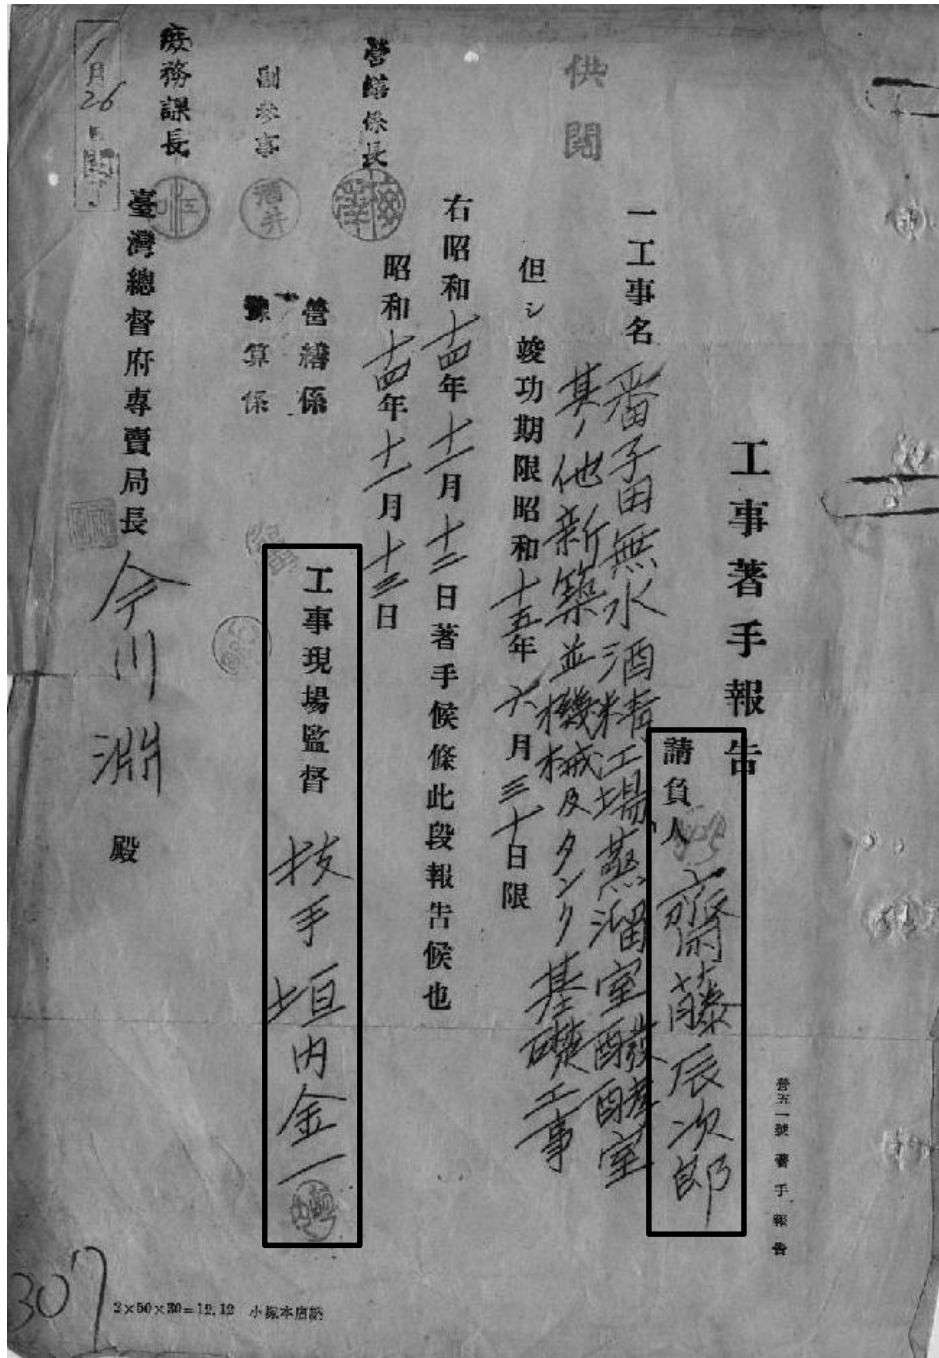 供閲
工事著手報告
請負人 齋藤辰次郎
一工事名 番子田無水酒精工場蒸溜室醱酵室
其ノ他新築並機械及タンク基礎工事
但シ竣功期限昭和十五年六月三十日限
右昭和十四年十二月十二日著手候條此段報告候也
昭和十四年十二月十三日
工事現場監督 技手 垣内金一
臺灣總督府專賣局長 今川淵 殿
營繕係長
副參事
酒井
庶務課長
營繕係
豫算係
1月26日
營五一號 著手報告
307
2×50×30=12.12 小塚本店